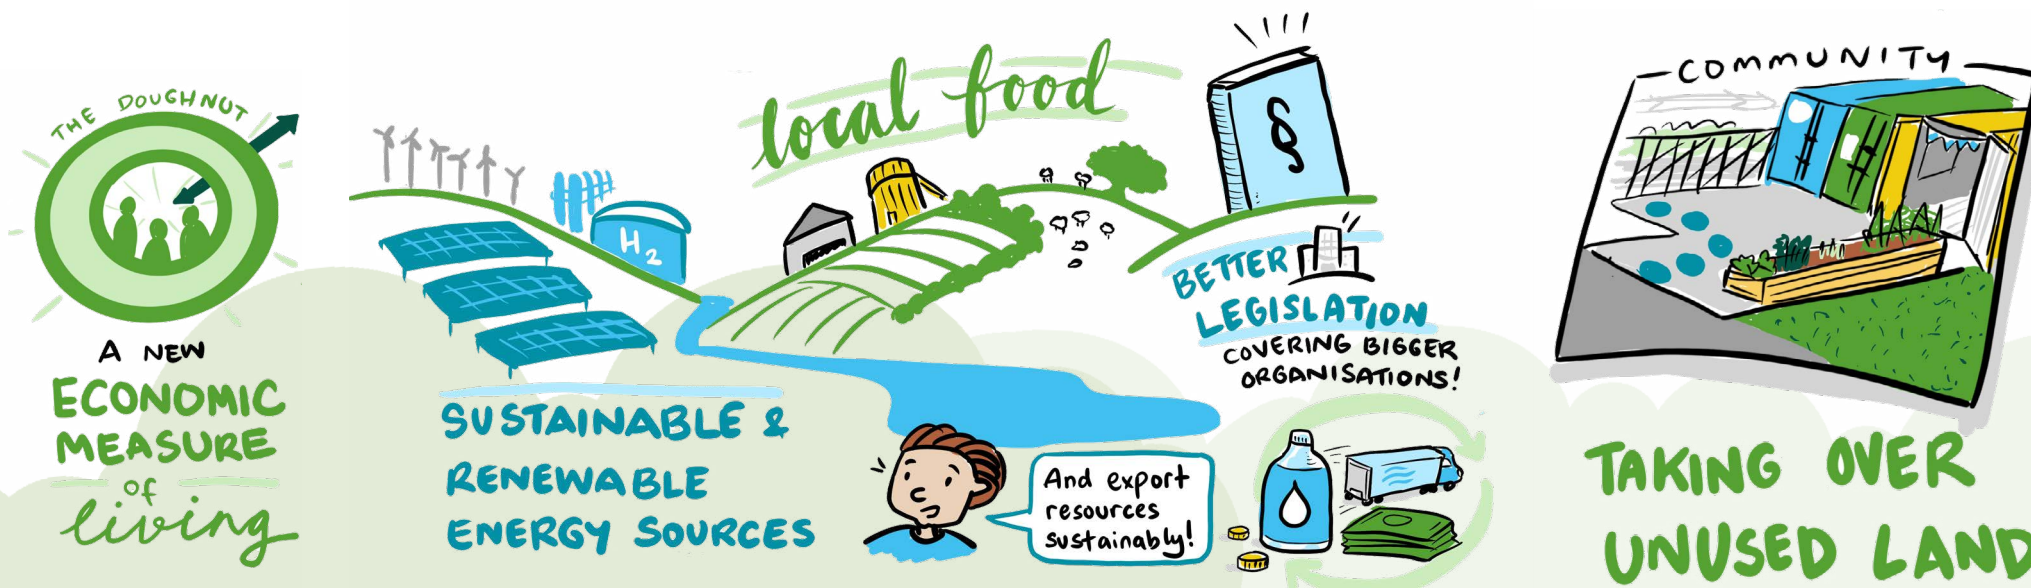 THE DOUGHNUT
A NEW
ECONOMIC
MEASURE
of
living
H2
SUSTAINABLE &
RENEWABLE
ENERGY SOURCES
local food
And export
resources
sustainably!
§
BETTER
LEGISLATION
COVERING BIGGER
ORGANISATIONS!
COMMUNITY
TAKING OVER
UNUSED LAND